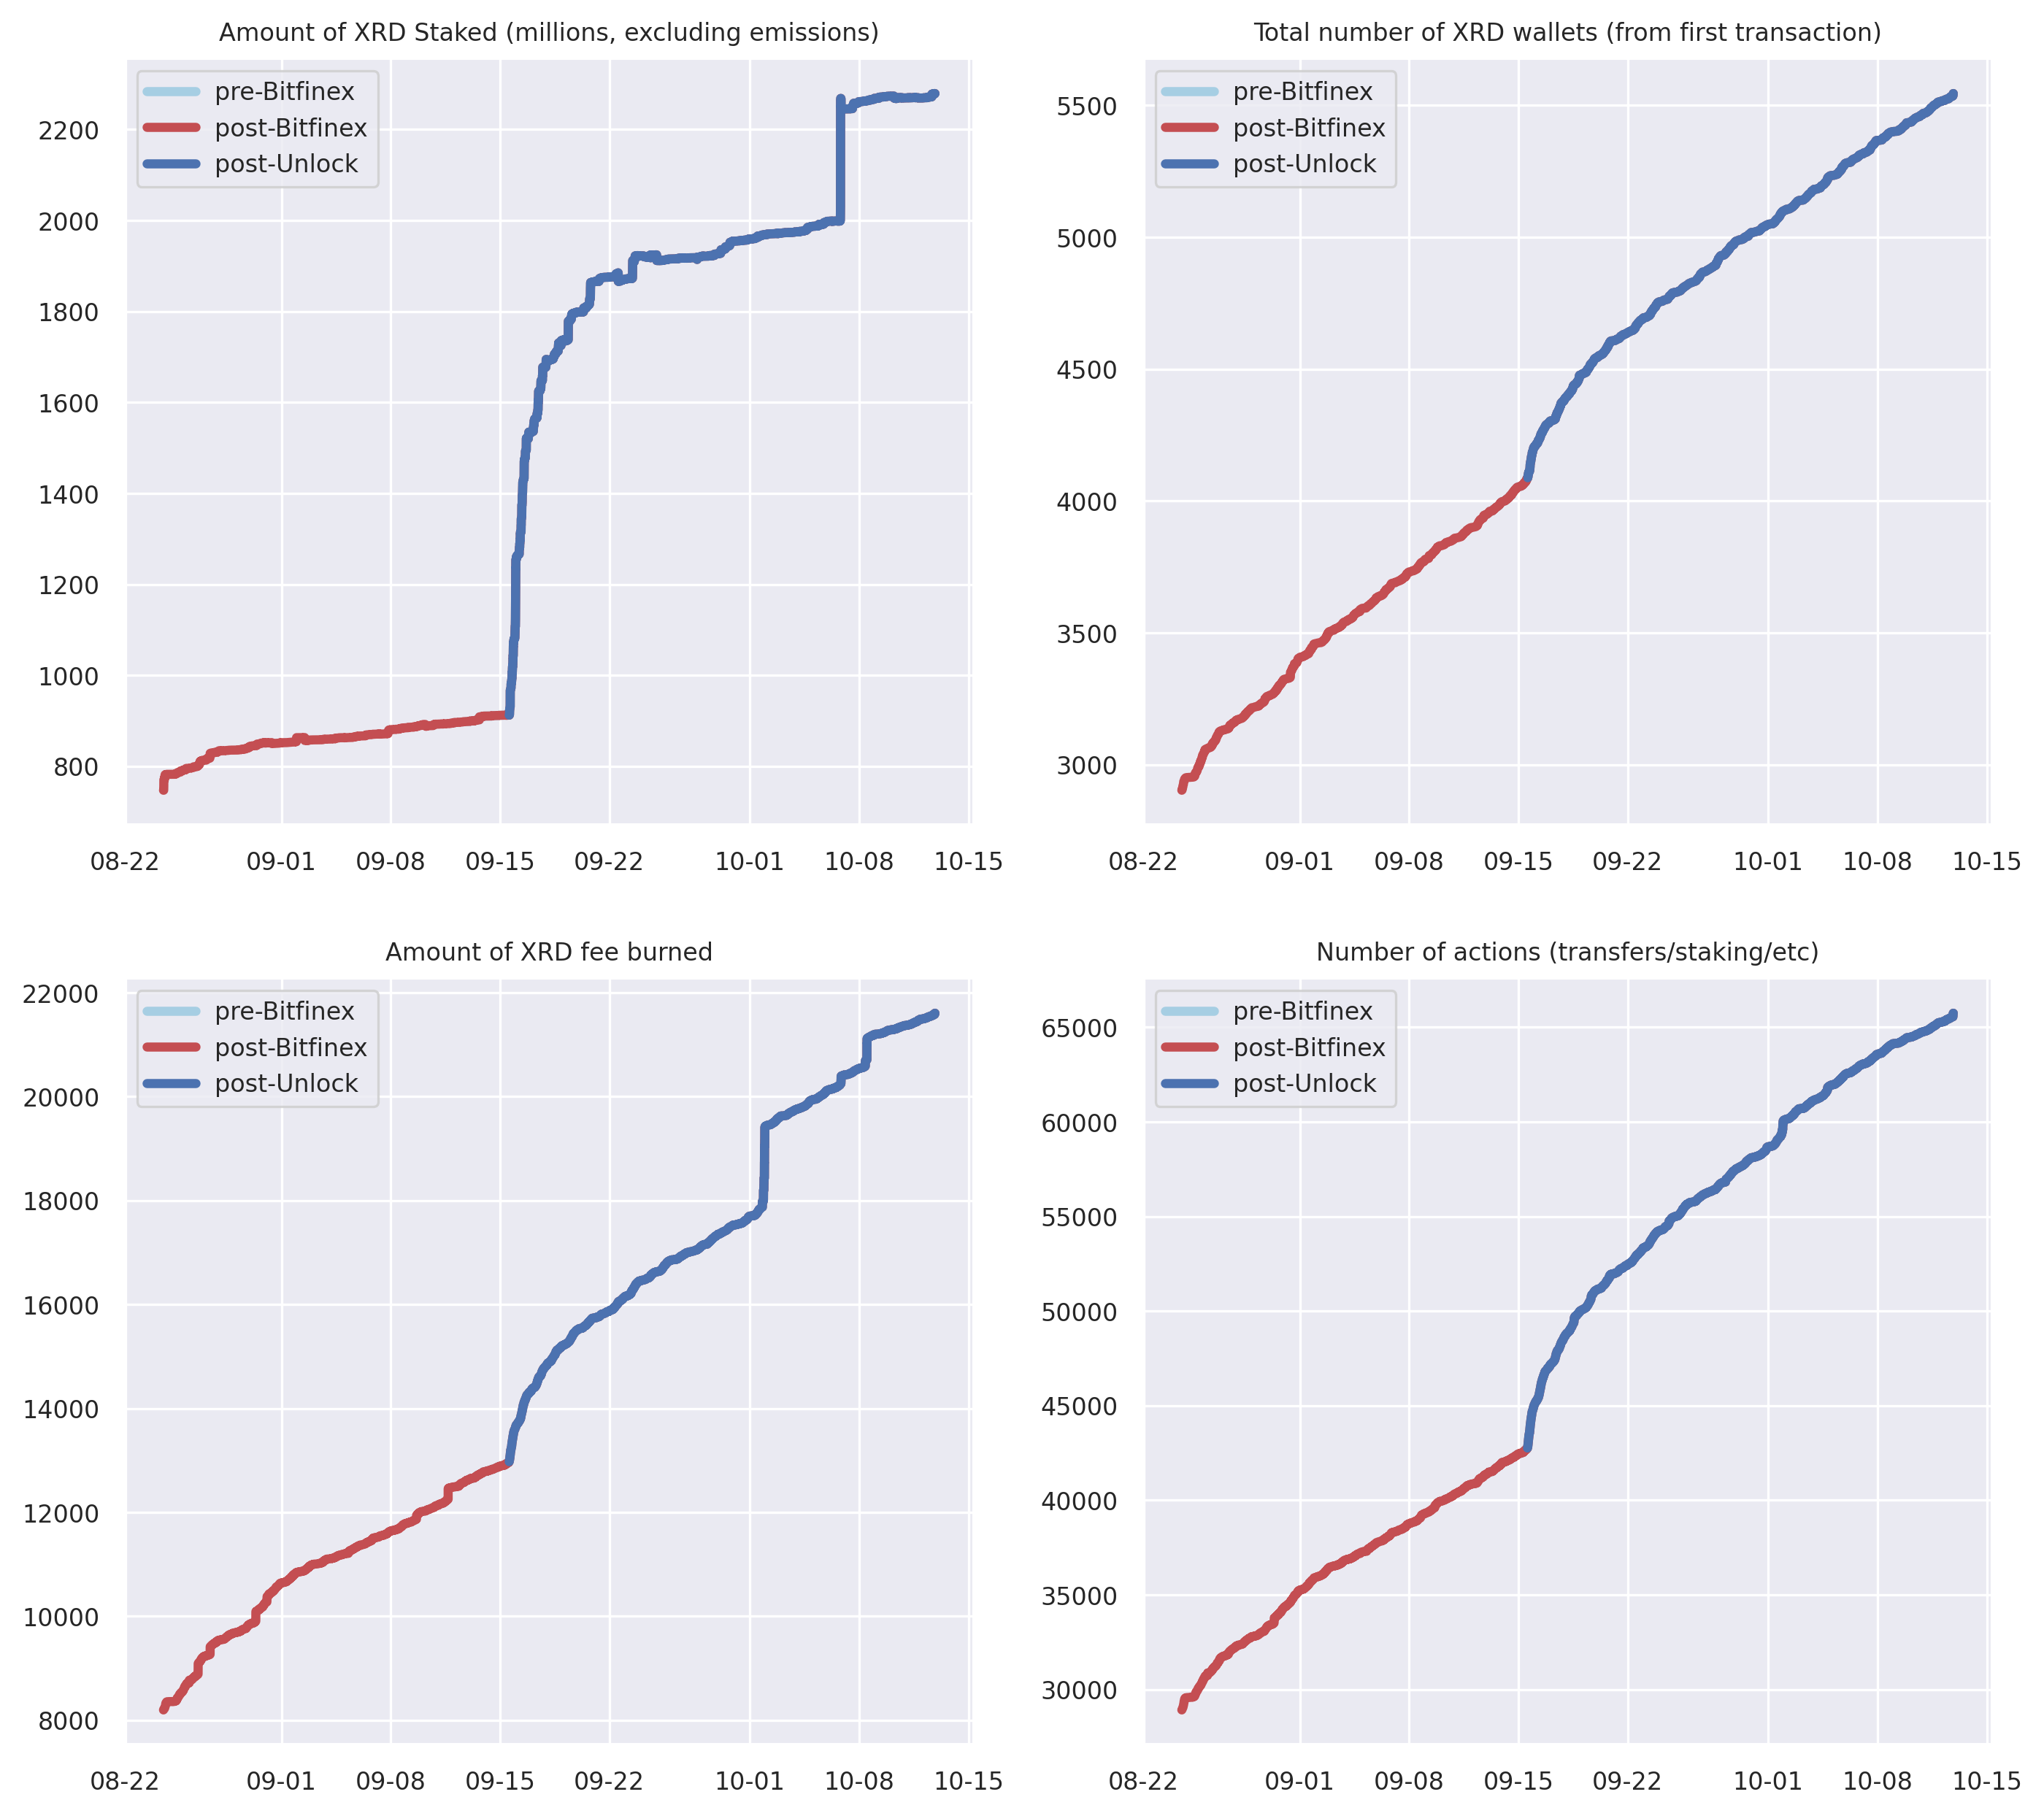 Amount of XRD Staked (millions, excluding emissions)
pre-Bitfinex
post-Bitfinex
post-Unlock
2200
2000
1800
1600
1400
1200
1000
800
08-22 09-01 09-08 09-15 09-22 10-01 10-08 10-15
Total number of XRD wallets (from first transaction)
pre-Bitfinex
post-Bitfinex
post-Unlock
5500
5000
4500
4000
3500
3000
08-22 09-01 09-08 09-15 09-22 10-01 10-08 10-15
Amount of XRD fee burned
pre-Bitfinex
post-Bitfinex
post-Unlock
22000
20000
18000
16000
14000
12000
10000
8000
08-22 09-01 09-08 09-15 09-22 10-01 10-08 10-15
Number of actions (transfers/staking/etc)
pre-Bitfinex
post-Bitfinex
post-Unlock
65000
60000
55000
50000
45000
40000
35000
30000
08-22 09-01 09-08 09-15 09-22 10-01 10-08 10-15